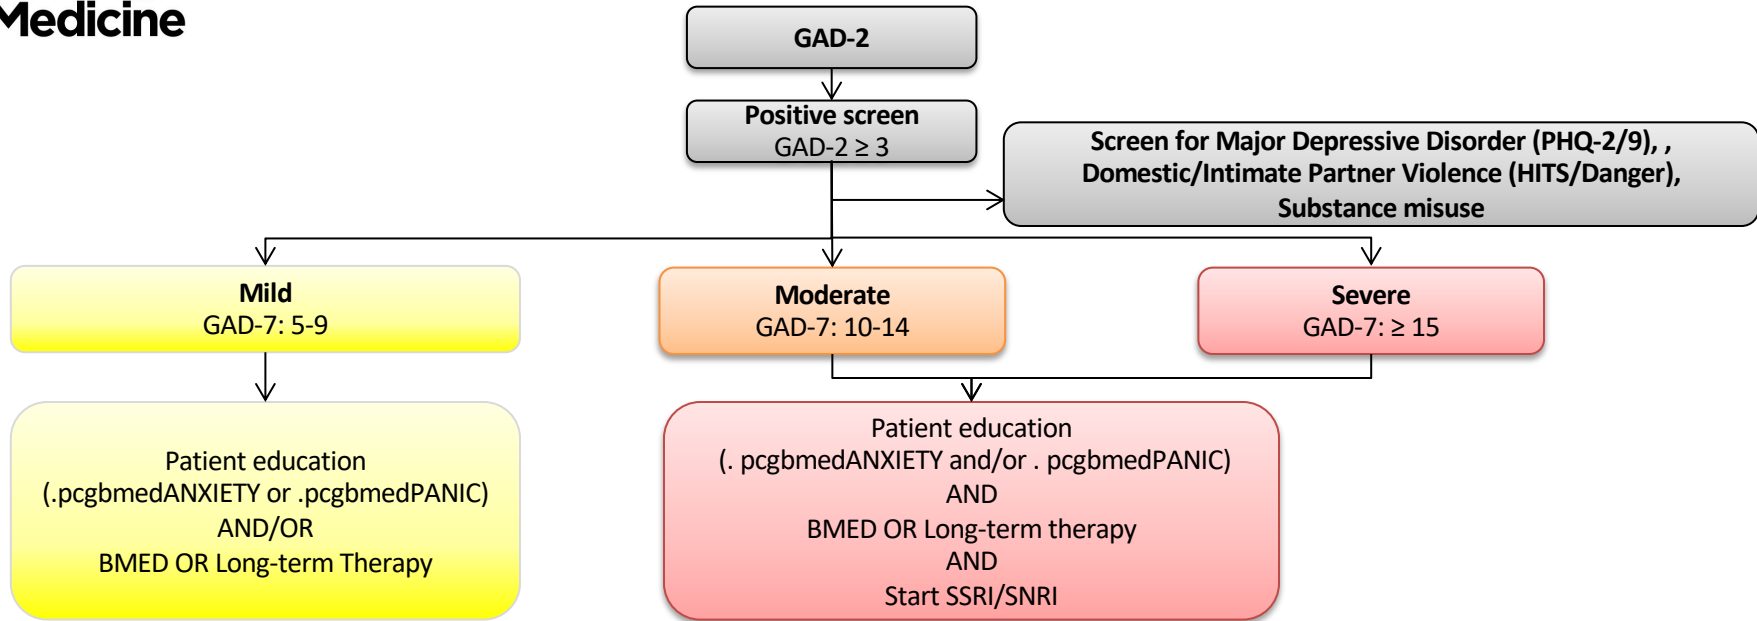 Medicine
GAD-2
Positive screen
GAD-2 ≥ 3
Screen for Major Depressive Disorder (PHQ-2/9), ,
Domestic/Intimate Partner Violence (HITS/Danger),
Substance misuse
Mild
GAD-7: 5-9
Moderate
GAD-7: 10-14
Severe
GAD-7: ≥ 15
Patient education
(.pcgbmedANXIETY or .pcgbmedPANIC)
AND/OR
BMED OR Long-term Therapy
Patient education
(. pcgbmedANXIETY and/or . pcgbmedPANIC)
AND
BMED OR Long-term therapy
AND
Start SSRI/SNRI